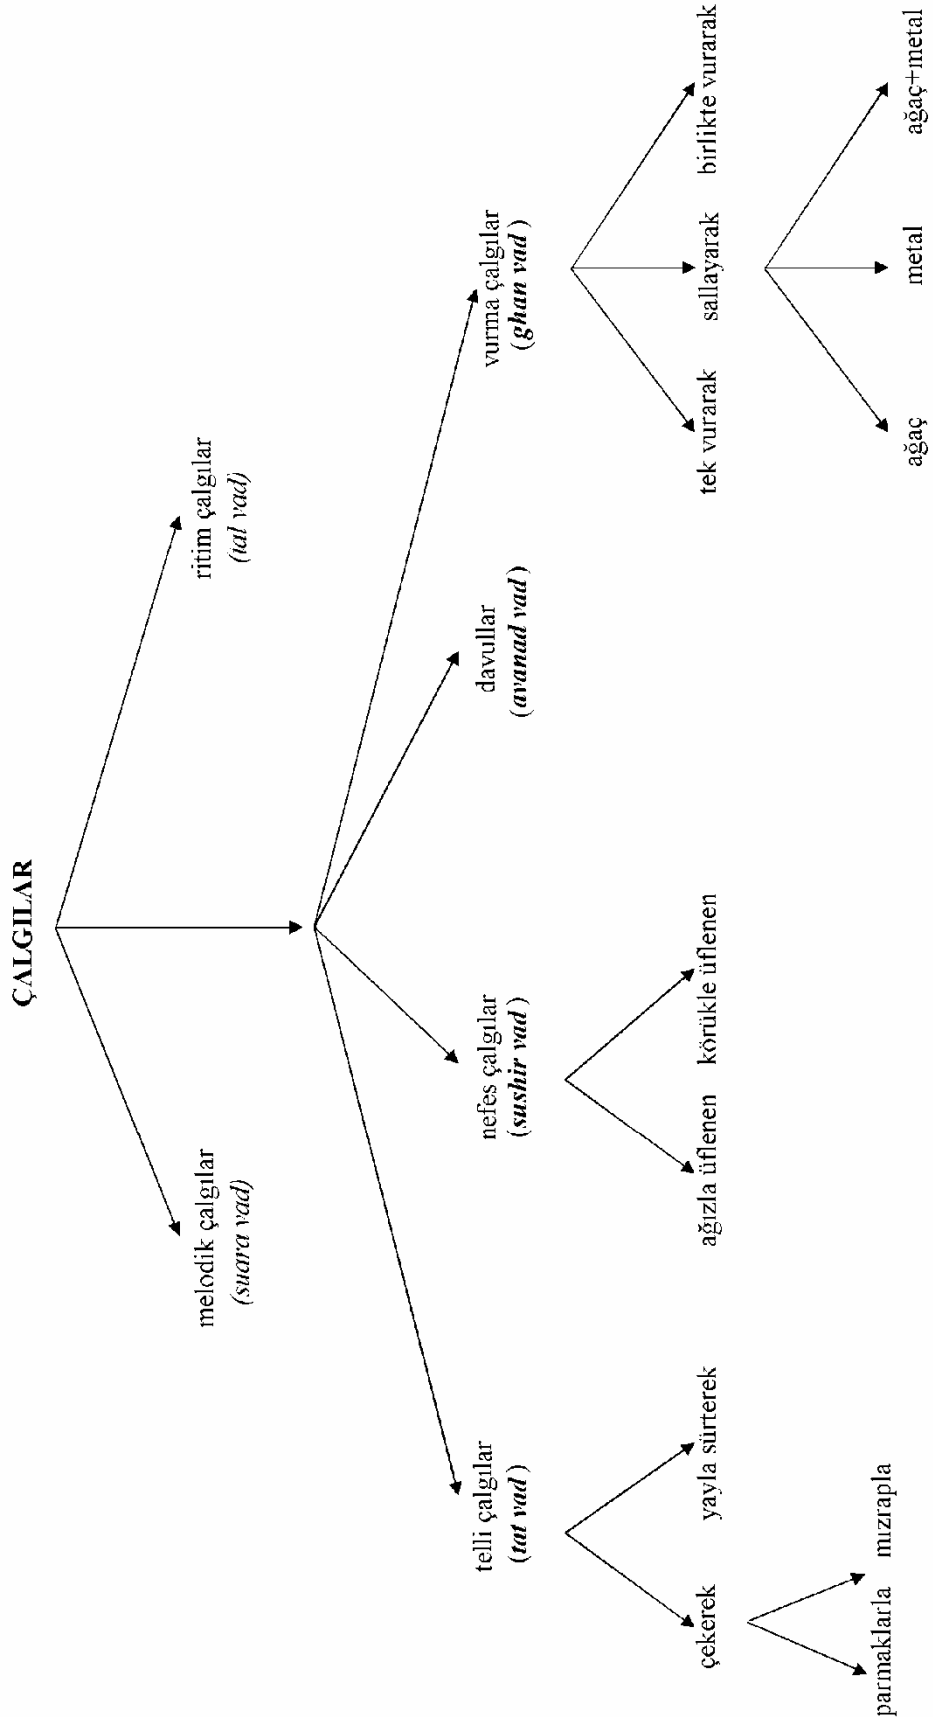 ÇALGILAR
melodik çalgılar
(suara vad)
ritim çalgılar
(tal vad)
telli çalgılar
(tat vad)
nefes çalgılar
(sushir vad)
davullar
(avanad vad)
vurma çalgılar
(ghan vad)
çekerek
yayla sürterek
ağızla üflenen
körükle üflenen
tek vurarak
sallayarak
birlikte vurarak
parmaklarla
mızrapla
ağaç
metal
ağaç+metal